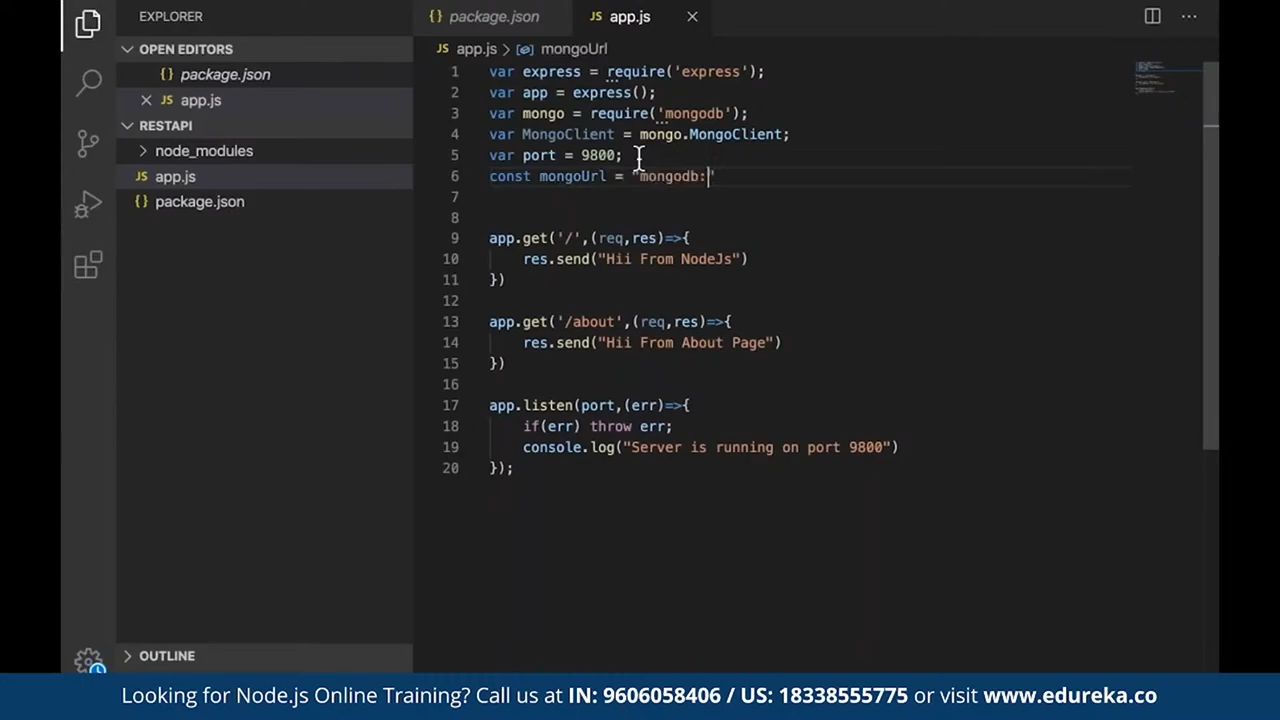 EXPLORER
package.json
app.js
OPEN EDITORS
app.js > mongoUrl
package.json
app.js
RESTAPI
node_modules
app.js
package.json
1 var express = require('express');
2 var app = express();
3 var mongo = require('mongodb');
4 var MongoClient = mongo.MongoClient;
5 var port = 9800;
6 const mongoUrl = "mongodb:"
7
8
9 app.get('/',(req,res)=>{
10 res.send("Hii From NodeJs")
11 })
12
13 app.get('/about',(req,res)=>{
14 res.send("Hii From About Page")
15 })
16
17 app.listen(port,(err)=>{
18 if(err) throw err;
19 console.log("Server is running on port 9800")
20 });
OUTLINE
Looking for Node.js Online Training? Call us at IN: 9606058406 / US: 18338555775 or visit www.edureka.co